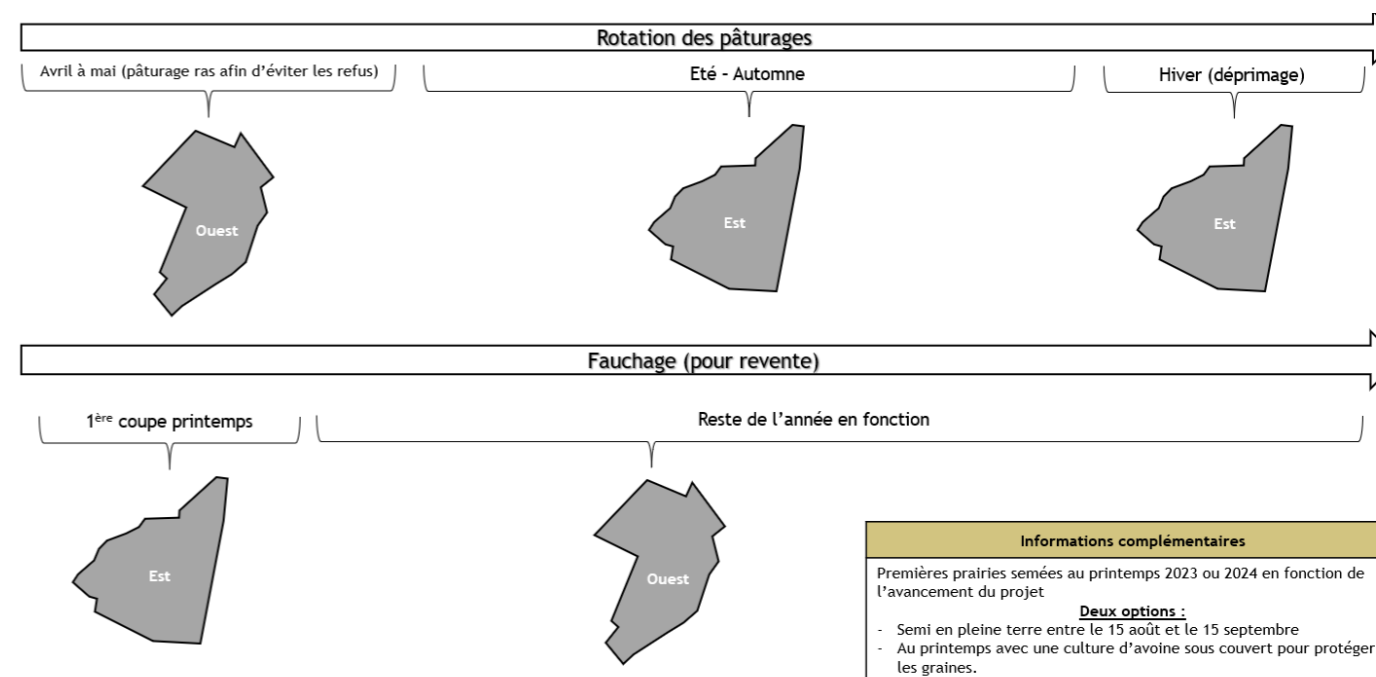 Rotation des pâturages
Avril à mai (pâturage ras afin d'éviter les refus)
Eté - Automne
Hiver (déprimage)
Ouest
Est
Est
Fauchage (pour revente)
1ère coupe printemps
Reste de l'année en fonction
Est
Ouest
Informations complémentaires
Premières prairies semées au printemps 2023 ou 2024 en fonction de
l'avancement du projet
Deux options :
- Semi en pleine terre entre le 15 août et le 15 septembre
- Au printemps avec une culture d'avoine sous couvert pour protéger
les graines.